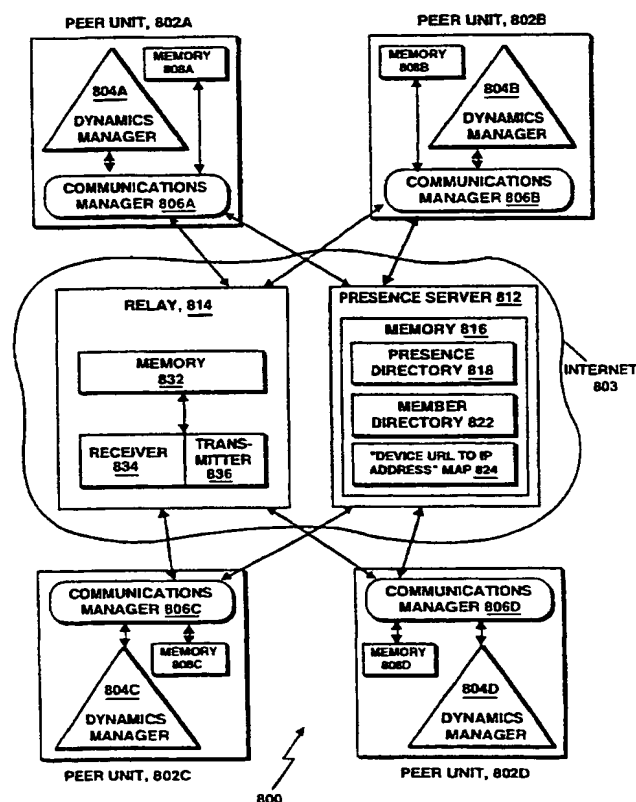 PEER UNIT, 802A
PEER UNIT, 802B
MEMORY
808A
804A
DYNAMICS
MANAGER
COMMUNICATIONS
MANAGER 806A
MEMORY
808B
804B
DYNAMICS
MANAGER
COMMUNICATIONS
MANAGER 806B
RELAY, 814
MEMORY
832
RECEIVER
834
TRANS-
MITTER
836
PRESENCE SERVER 812
MEMORY 816
PRESENCE
DIRECTORY 818
MEMBER
DIRECTORY 822
"DEVICE URL TO IP
ADDRESS" MAP 824
INTERNET
803
COMMUNICATIONS
MANAGER 806C
MEMORY
808C
804C
DYNAMICS
MANAGER
PEER UNIT, 802C
COMMUNICATIONS
MANAGER 806D
MEMORY
808D
804D
DYNAMICS
MANAGER
PEER UNIT, 802D
800